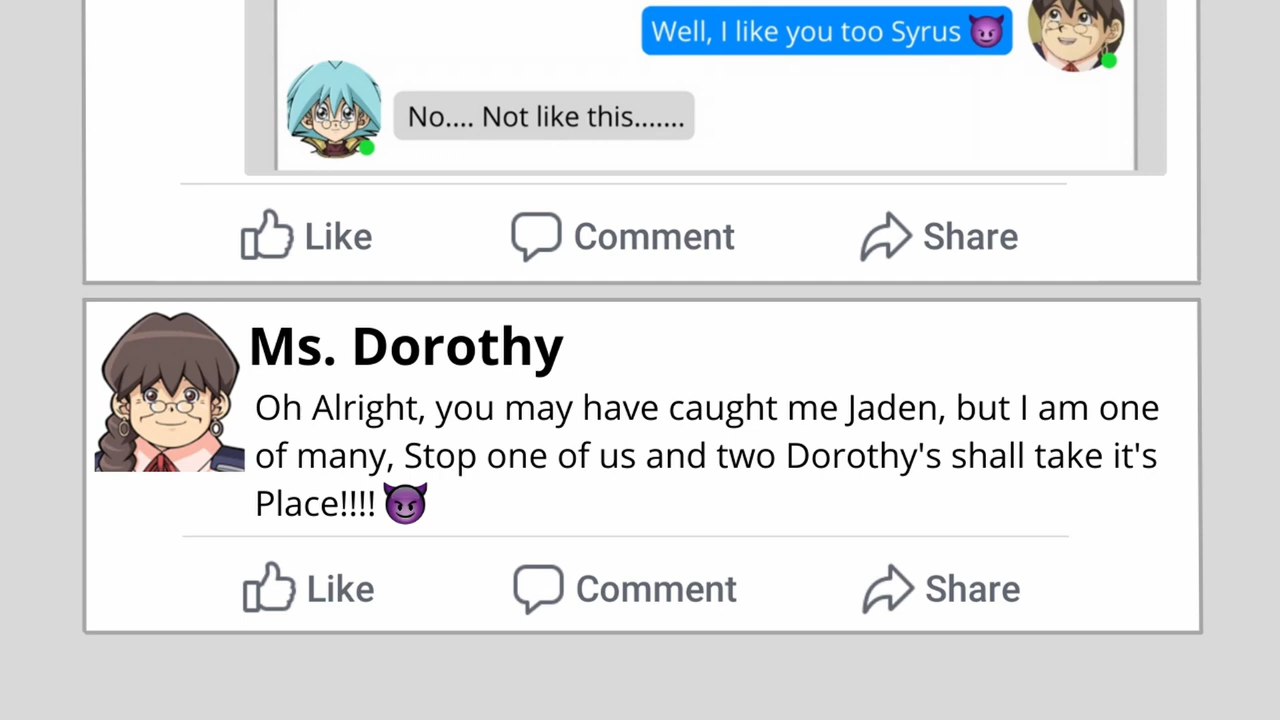 Well, I like you too Syrus 😈
No.... Not like this.......
Like Comment Share
Ms. Dorothy
Oh Alright, you may have caught me Jaden, but I am one
of many, Stop one of us and two Dorothy's shall take it's
Place!!!! 😈
Like Comment Share